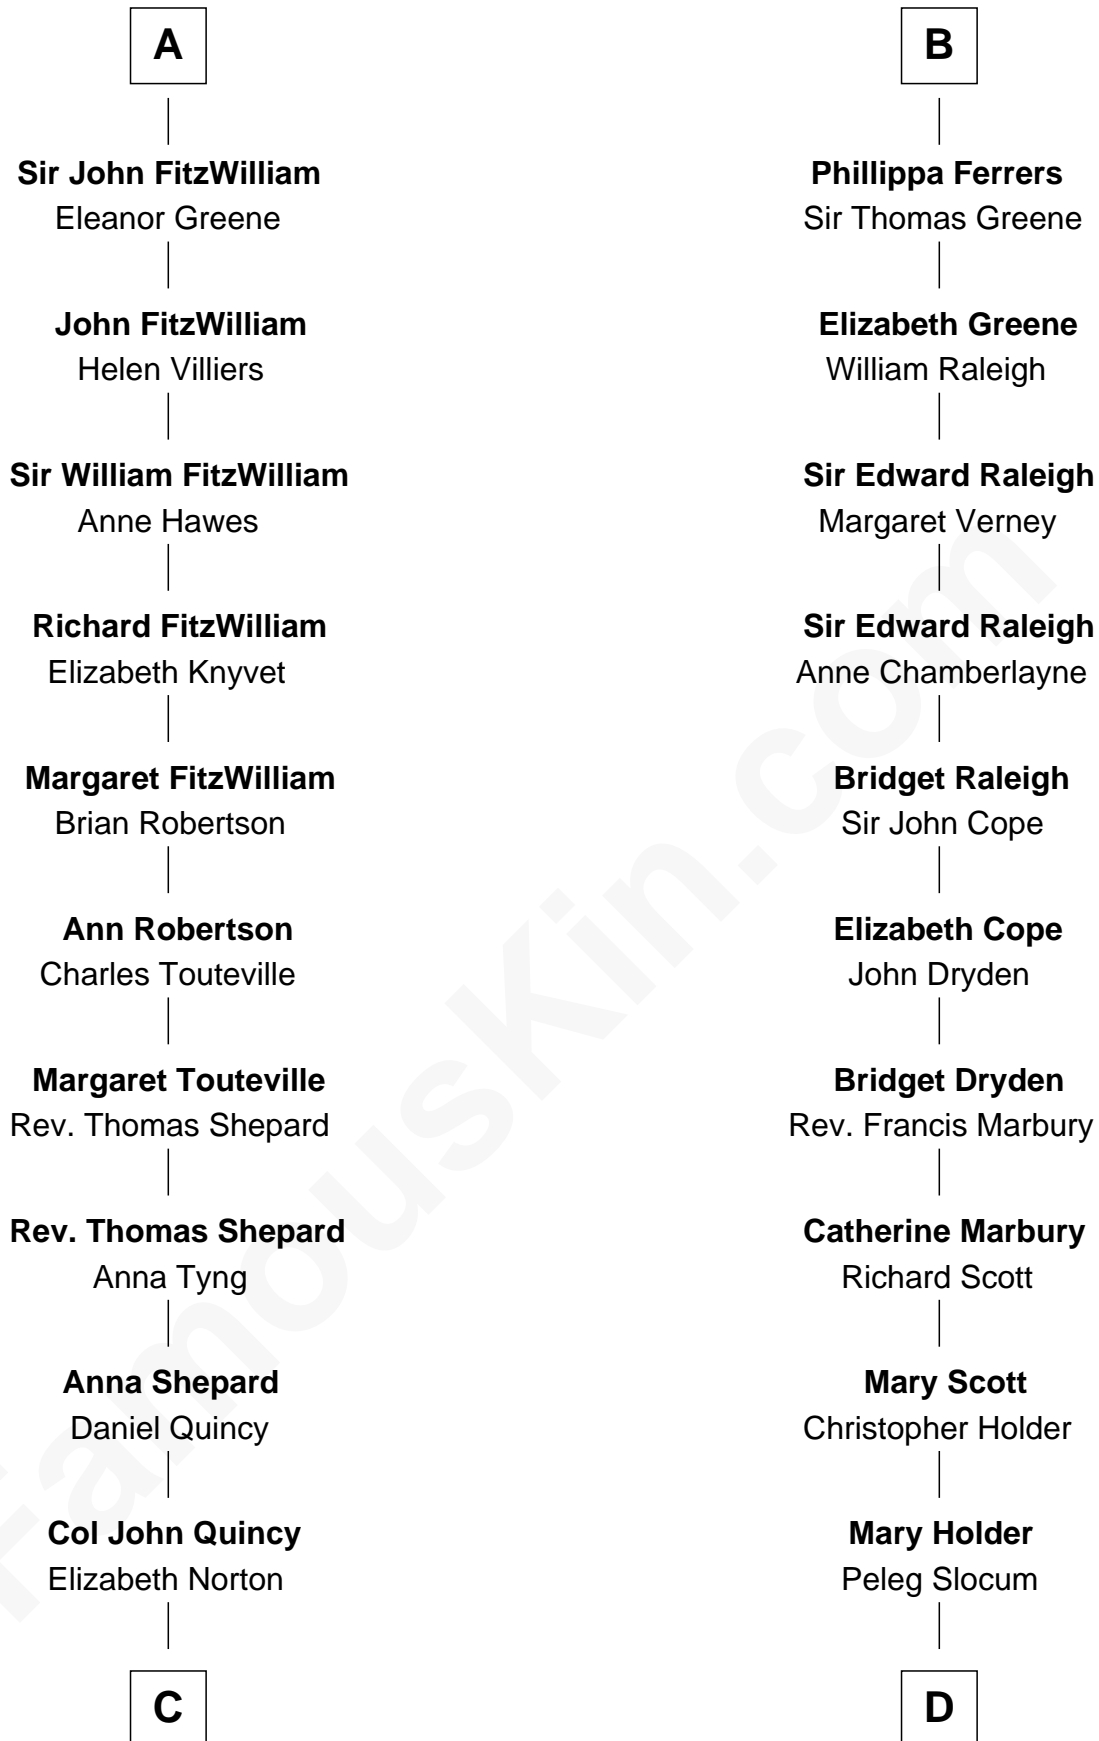 A
Sir John FitzWilliam
Eleanor Greene
John FitzWilliam
Helen Villiers
Sir William FitzWilliam
Anne Hawes
Richard FitzWilliam
Elizabeth Knyvet
Margaret FitzWilliam
Brian Robertson
Ann Robertson
Charles Touteville
Margaret Touteville
Rev. Thomas Shepard
Rev. Thomas Shepard
Anna Tyng
Anna Shepard
Daniel Quincy
Col John Quincy
Elizabeth Norton
C
B
Phillippa Ferrers
Sir Thomas Greene
Elizabeth Greene
William Raleigh
Sir Edward Raleigh
Margaret Verney
Sir Edward Raleigh
Anne Chamberlayne
Bridget Raleigh
Sir John Cope
Elizabeth Cope
John Dryden
Bridget Dryden
Rev. Francis Marbury
Catherine Marbury
Richard Scott
Mary Scott
Christopher Holder
Mary Holder
Peleg Slocum
D
FamousKin.com